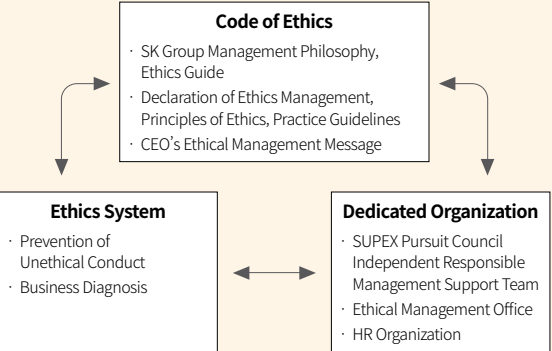 Code of Ethics
· SK Group Management Philosophy,
Ethics Guide
· Declaration of Ethics Management,
Principles of Ethics, Practice Guidelines
· CEO's Ethical Management Message
Ethics System
· Prevention of
Unethical Conduct
· Business Diagnosis
Dedicated Organization
· SUPEX Pursuit Council
Independent Responsible
Management Support Team
· Ethical Management Office
· HR Organization